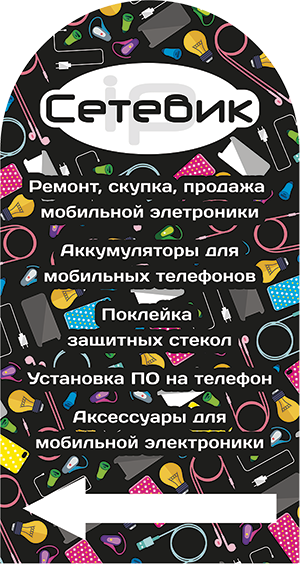 ip
Сетевик
Ремонт, скупка, продажа
мобильной элетроники
Аккумуляторы для
мобильных телефонов
Поклейка
защитных стекол
Установка ПО на телефон
Аксессуары для
мобильной электроники